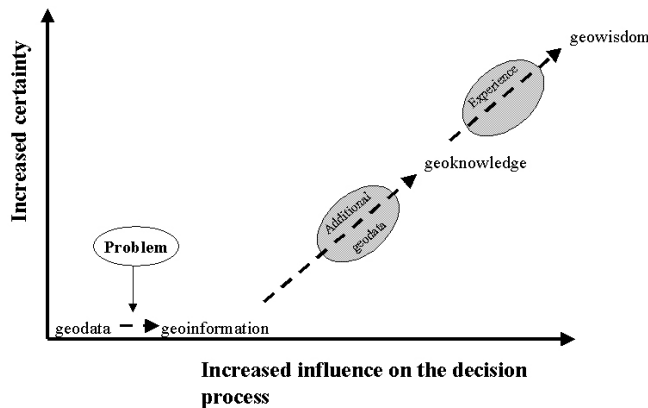 geowisdom
Experience
Increased certainty
geoknowledge
Additional
geodata
Problem
geodata
geoinformation
Increased influence on the decision
process